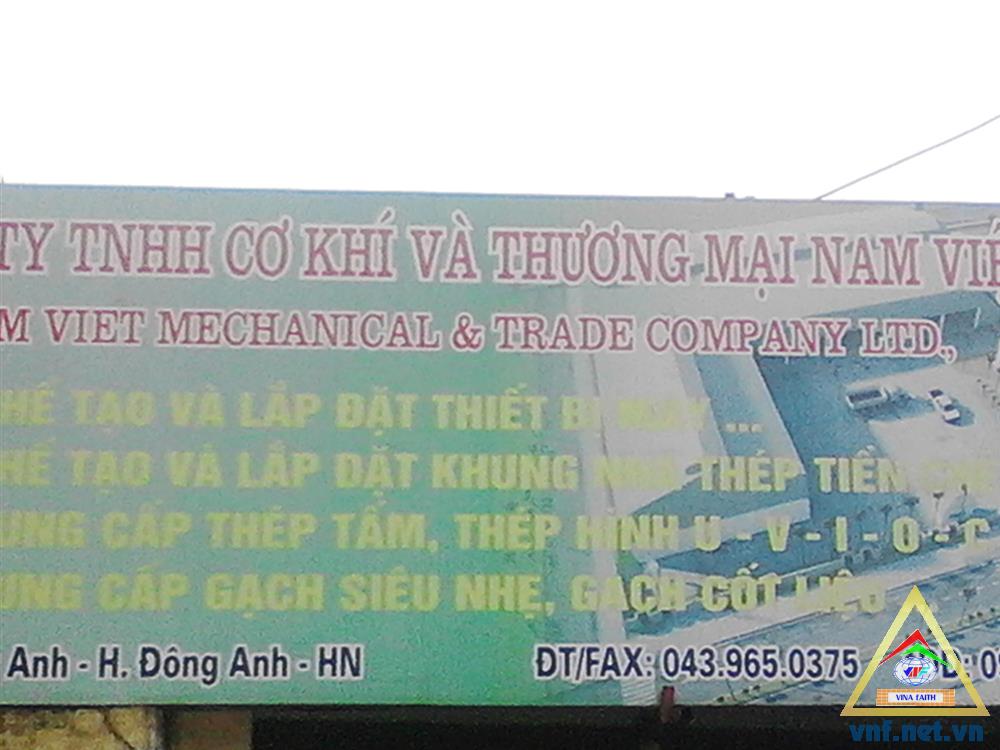 TY TNHH CƠ KHÍ VÀ THƯƠNG MẠI NAM VIỆ
M VIET MECHANICAL & TRADE COMPANY LTD.,
HẾ TẠO VÀ LẮP ĐẶT THIẾT BỊ MÁY ...
HẾ TẠO VÀ LẮP ĐẶT KHUNG NHÀ THÉP TIỀN CHẾ
UNG CẤP THÉP TẤM, THÉP HÌNH U - V - I - O - C
UNG CẤP GẠCH SIÊU NHẸ, GẠCH CỐT LIỆU
Anh - H. Đông Anh - HN ĐT/FAX: 043.965.0375
VINA FAITH
vnf.net.vn